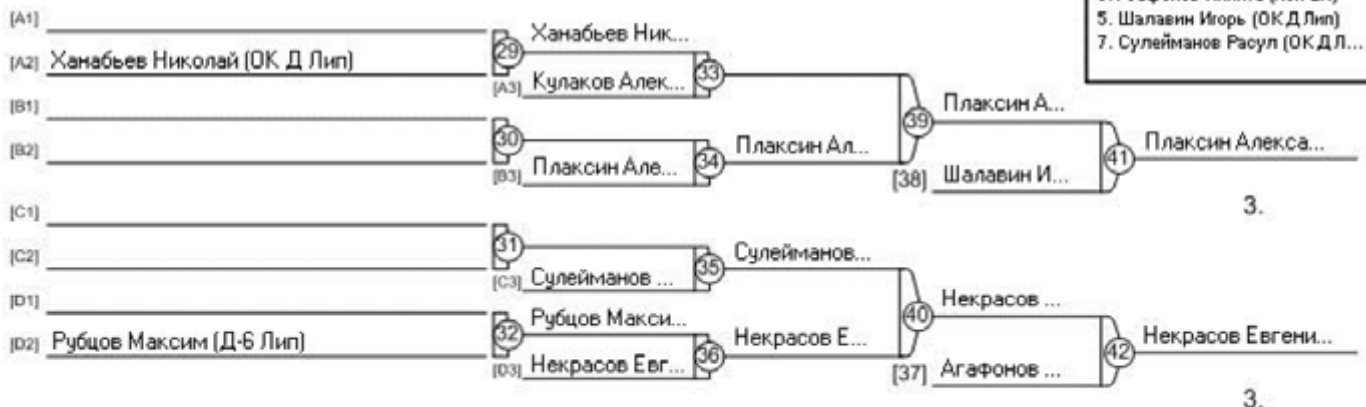 5. Шалавин Игорь (ОК Д Лип)
7. Сулейманов Расул (ОК Д Л...
[A1]
Ханабьев Ник...
29
[A2] Ханабьев Николай (ОК Д Лип)
33
[A3] Кулаков Алек...
Плаксин А...
[B1]
39
30
Плаксин Ал...
Плаксин Алекса...
[B2]
34
41
[B3] Плаксин Але...
[38] Шалавин И...
3.
[C1]
31
Сулейманов...
[C2]
35
[C3] Сулейманов ...
Некрасов ...
[D1]
Рубцов Макси...
40
32
Некрасов Е...
Некрасов Евгени...
[D2] Рубцов Максим (Д-6 Лип)
36
42
[D3] Некрасов Евг...
[37] Агафонов ...
3.